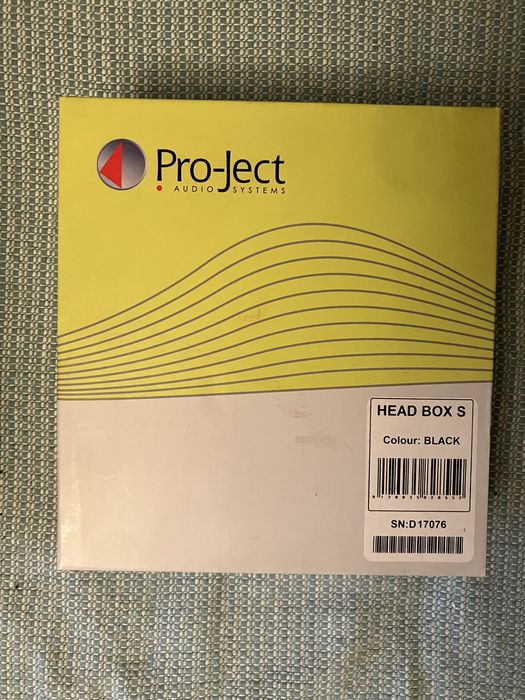 Pro-Ject
AUDIO SYSTEMS
HEAD BOX S
Colour: BLACK
SN:D17076